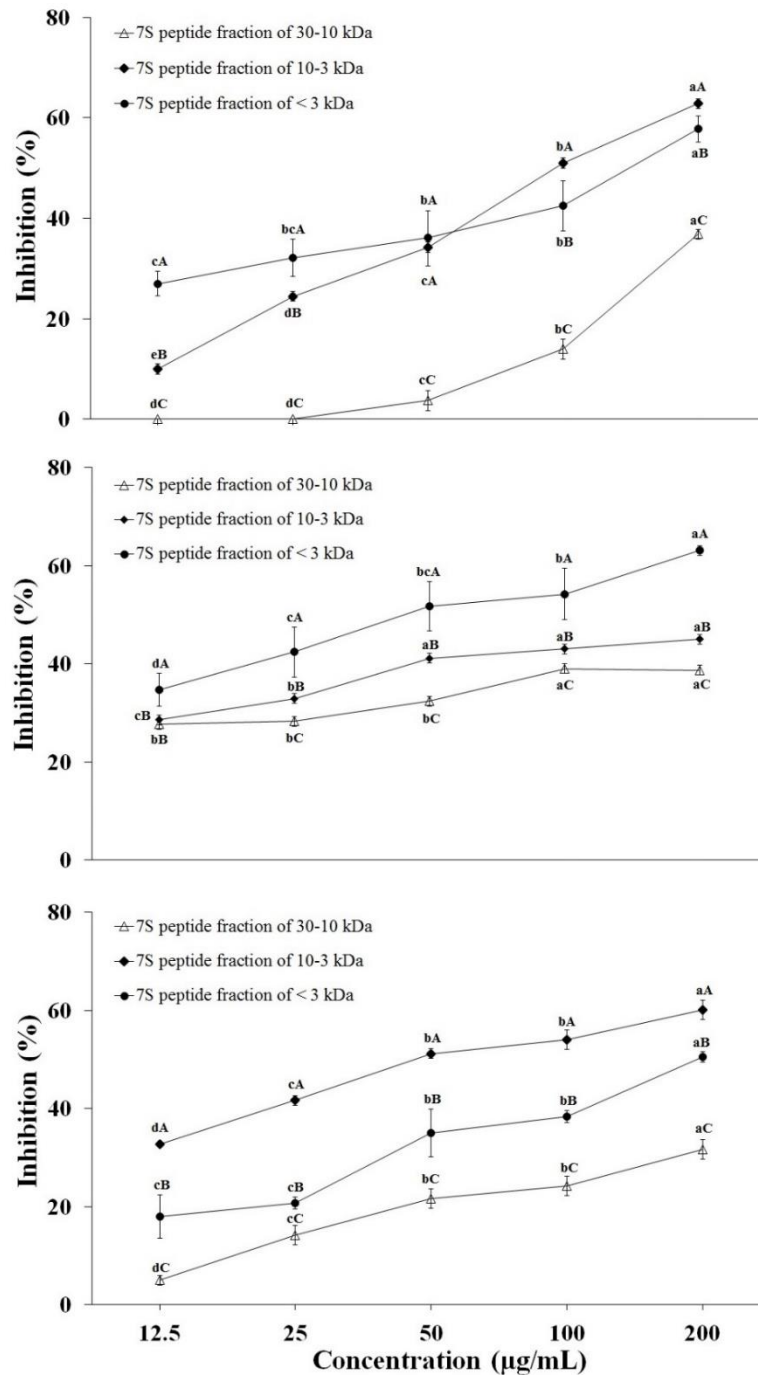 80
7S peptide fraction of 30-10 kDa
7S peptide fraction of 10-3 kDa
7S peptide fraction of < 3 kDa
60
40
20
0
Inhibition (%)
aA
bA
aB
bA
bcA
cA
bB
aC
cA
dB
eB
bC
cC
dC
dC
80
7S peptide fraction of 30-10 kDa
7S peptide fraction of 10-3 kDa
7S peptide fraction of < 3 kDa
60
40
20
0
Inhibition (%)
aA
bA
bcA
cA
dA
aB
aB
aB
bB
cB
bB
bC
bC
aC
aC
80
7S peptide fraction of 30-10 kDa
7S peptide fraction of 10-3 kDa
7S peptide fraction of < 3 kDa
60
40
20
0
Inhibition (%)
aA
bA
bA
cA
dA
aB
bB
bB
cB
cB
aC
bC
bC
cC
dC
12.5 25 50 100 200
Concentration (µg/mL)